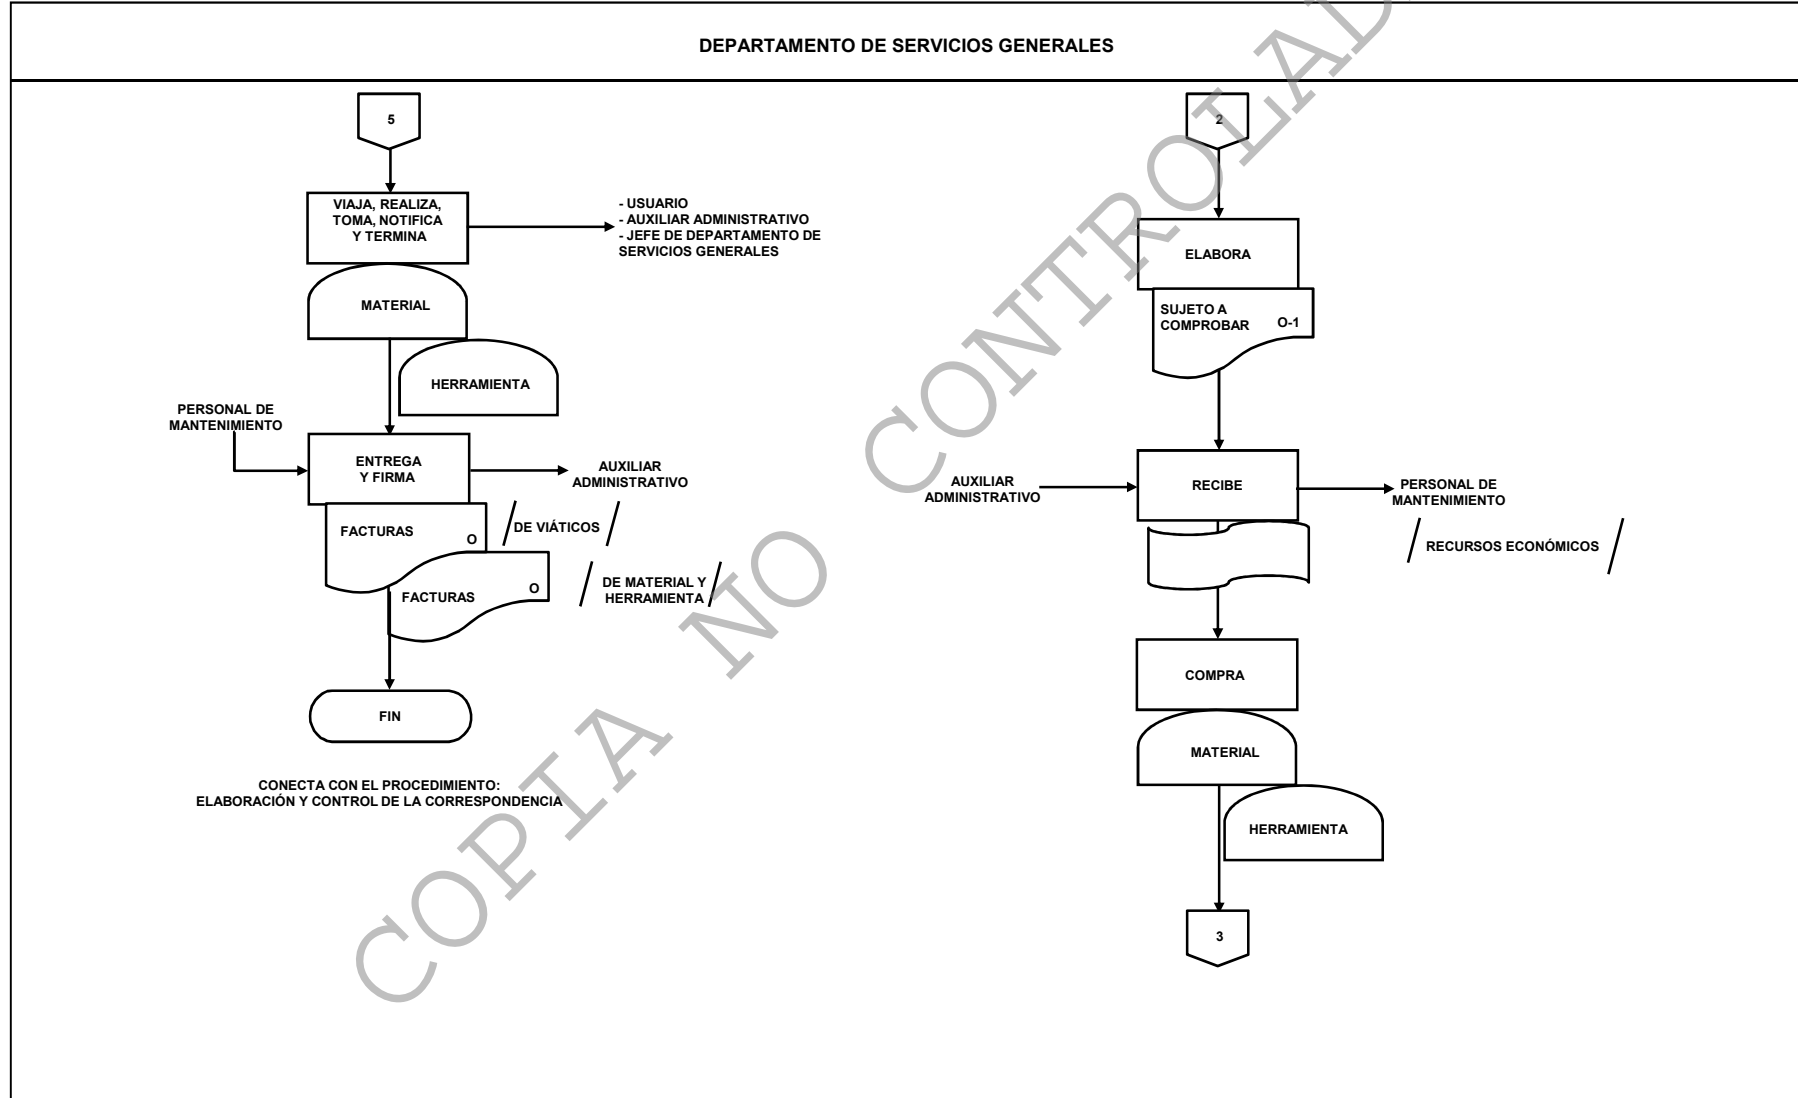 DEPARTAMENTO DE SERVICIOS GENERALES
5
VIAJA, REALIZA,
TOMA, NOTIFICA
Y TERMINA
- USUARIO
- AUXILIAR ADMINISTRATIVO
- JEFE DE DEPARTAMENTO DE
SERVICIOS GENERALES
MATERIAL
HERRAMIENTA
PERSONAL DE
MANTENIMIENTO
ENTREGA
Y FIRMA
AUXILIAR
ADMINISTRATIVO
FACTURAS
O
DE VIÁTICOS
FACTURAS
O
DE MATERIAL Y
HERRAMIENTA
FIN
CONECTA CON EL PROCEDIMIENTO:
ELABORACIÓN Y CONTROL DE LA CORRESPONDENCIA
2
ELABORA
SUJETO A
COMPROBAR O-1
AUXILIAR
ADMINISTRATIVO
RECIBE
PERSONAL DE
MANTENIMIENTO
RECURSOS ECONÓMICOS
COMPRA
MATERIAL
HERRAMIENTA
3
COPIA NO CONTROLAD